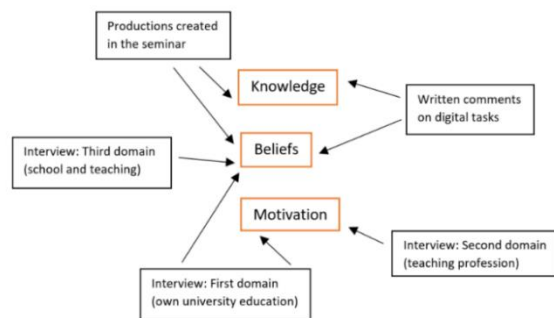 Productions created
in the seminar
Knowledge
Written comments
on digital tasks
Interview: Third domain
(school and teaching)
Beliefs
Motivation
Interview: Second domain
(teaching profession)
Interview: First domain
(own university education)